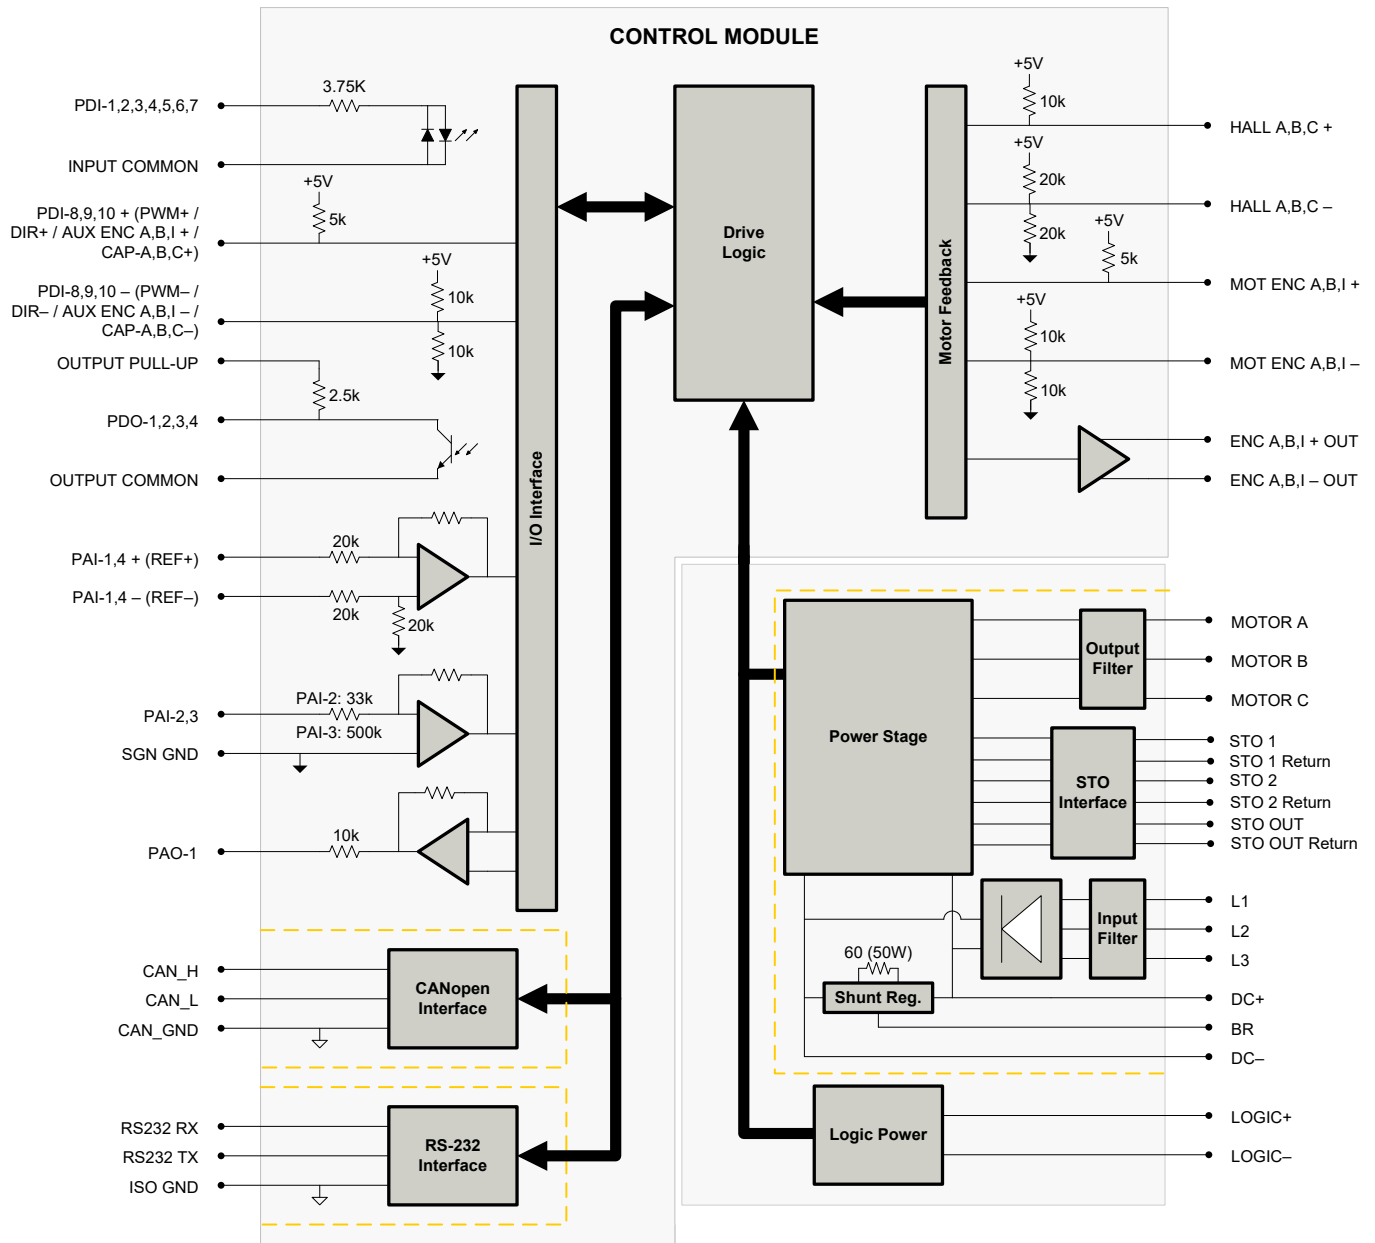 CONTROL MODULE
PDI-1,2,3,4,5,6,7
3.75K
INPUT COMMON
+5V
5k
PDI-8,9,10 + (PWM+ /
DIR+ / AUX ENC A,B,I + /
CAP-A,B,C+)
+5V
10k
10k
PDI-8,9,10 – (PWM– /
DIR– / AUX ENC A,B,I – /
CAP-A,B,C–)
OUTPUT PULL-UP
2.5k
PDO-1,2,3,4
OUTPUT COMMON
PAI-1,4 + (REF+)
20k
PAI-1,4 – (REF–)
20k
20k
PAI-2: 33k
PAI-3: 500k
PAI-2,3
SGN GND
10k
PAO-1
I/O Interface
CAN_H
CAN_L
CAN_GND
CANopen
Interface
RS232 RX
RS232 TX
ISO GND
RS-232
Interface
Drive
Logic
Motor Feedback
+5V
10k
HALL A,B,C +
+5V
20k
20k
HALL A,B,C –
+5V
5k
MOT ENC A,B,I +
+5V
10k
10k
MOT ENC A,B,I –
ENC A,B,I + OUT
ENC A,B,I – OUT
Power Stage
Output
Filter
MOTOR A
MOTOR B
MOTOR C
STO
Interface
STO 1
STO 1 Return
STO 2
STO 2 Return
STO OUT
STO OUT Return
Input
Filter
L1
L2
L3
60 (50W)
Shunt Reg.
DC+
BR
DC–
Logic Power
LOGIC+
LOGIC–